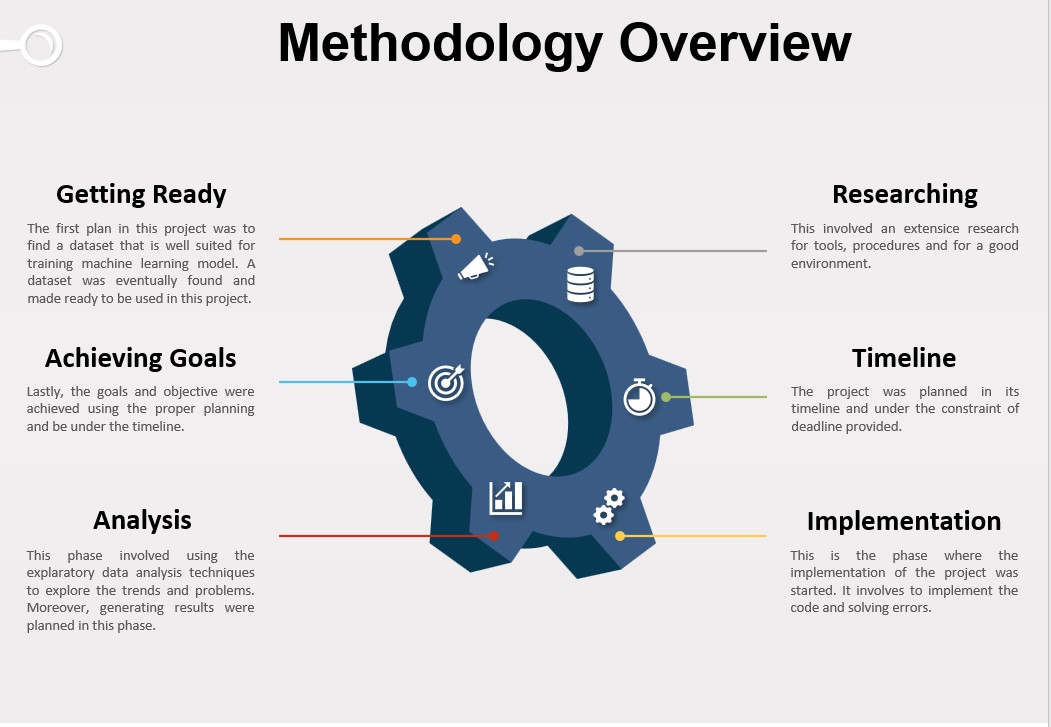 Methodology Overview
Getting Ready
The first plan in this project was to
find a dataset that is well suited for
training machine learning model. A
dataset was eventually found and
made ready to be used in this project.
Researching
This involved an extensice research
for tools, procedures and for a good
environment.
Achieving Goals
Lastly, the goals and objective were
achieved using the proper planning
and be under the timeline.
Timeline
The project was planned in its
timeline and under the constraint of
deadline provided.
Analysis
This phase involved using the
explaratory data analysis techniques
to explore the trends and problems.
Moreover, generating results were
planned in this phase.
Implementation
This is the phase where the
implementation of the project was
started. It involves to implement the
code and solving errors.